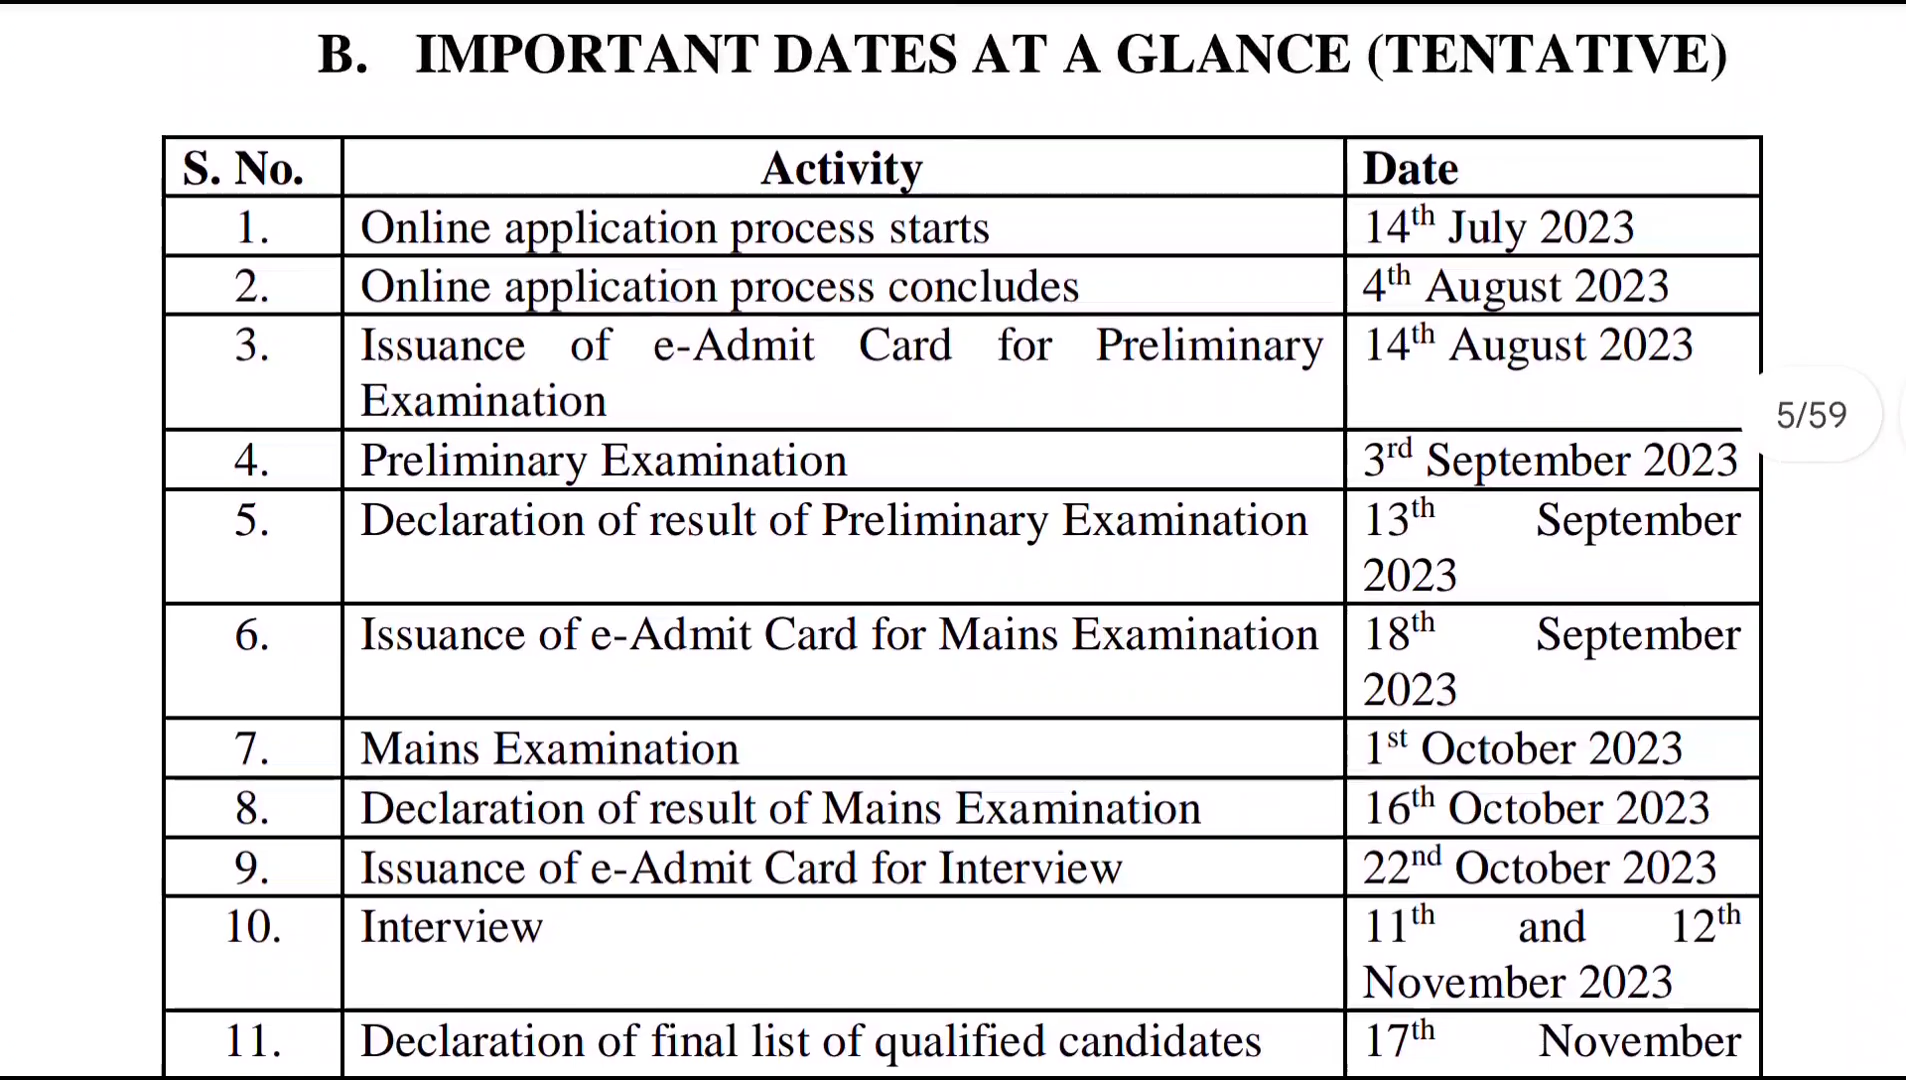 B. IMPORTANT DATES AT A GLANCE (TENTATIVE)
S. No. Activity Date
1. Online application process starts 14th July 2023
2. Online application process concludes 4th August 2023
3. Issuance of e-Admit Card for Preliminary 14th August 2023
Examination
5/59
4. Preliminary Examination 3rd September 2023
5. Declaration of result of Preliminary Examination 13th September
2023
6. Issuance of e-Admit Card for Mains Examination 18th September
2023
7. Mains Examination 1st October 2023
8. Declaration of result of Mains Examination 16th October 2023
9. Issuance of e-Admit Card for Interview 22nd October 2023
10. Interview 11th and 12th
November 2023
11. Declaration of final list of qualified candidates 17th November